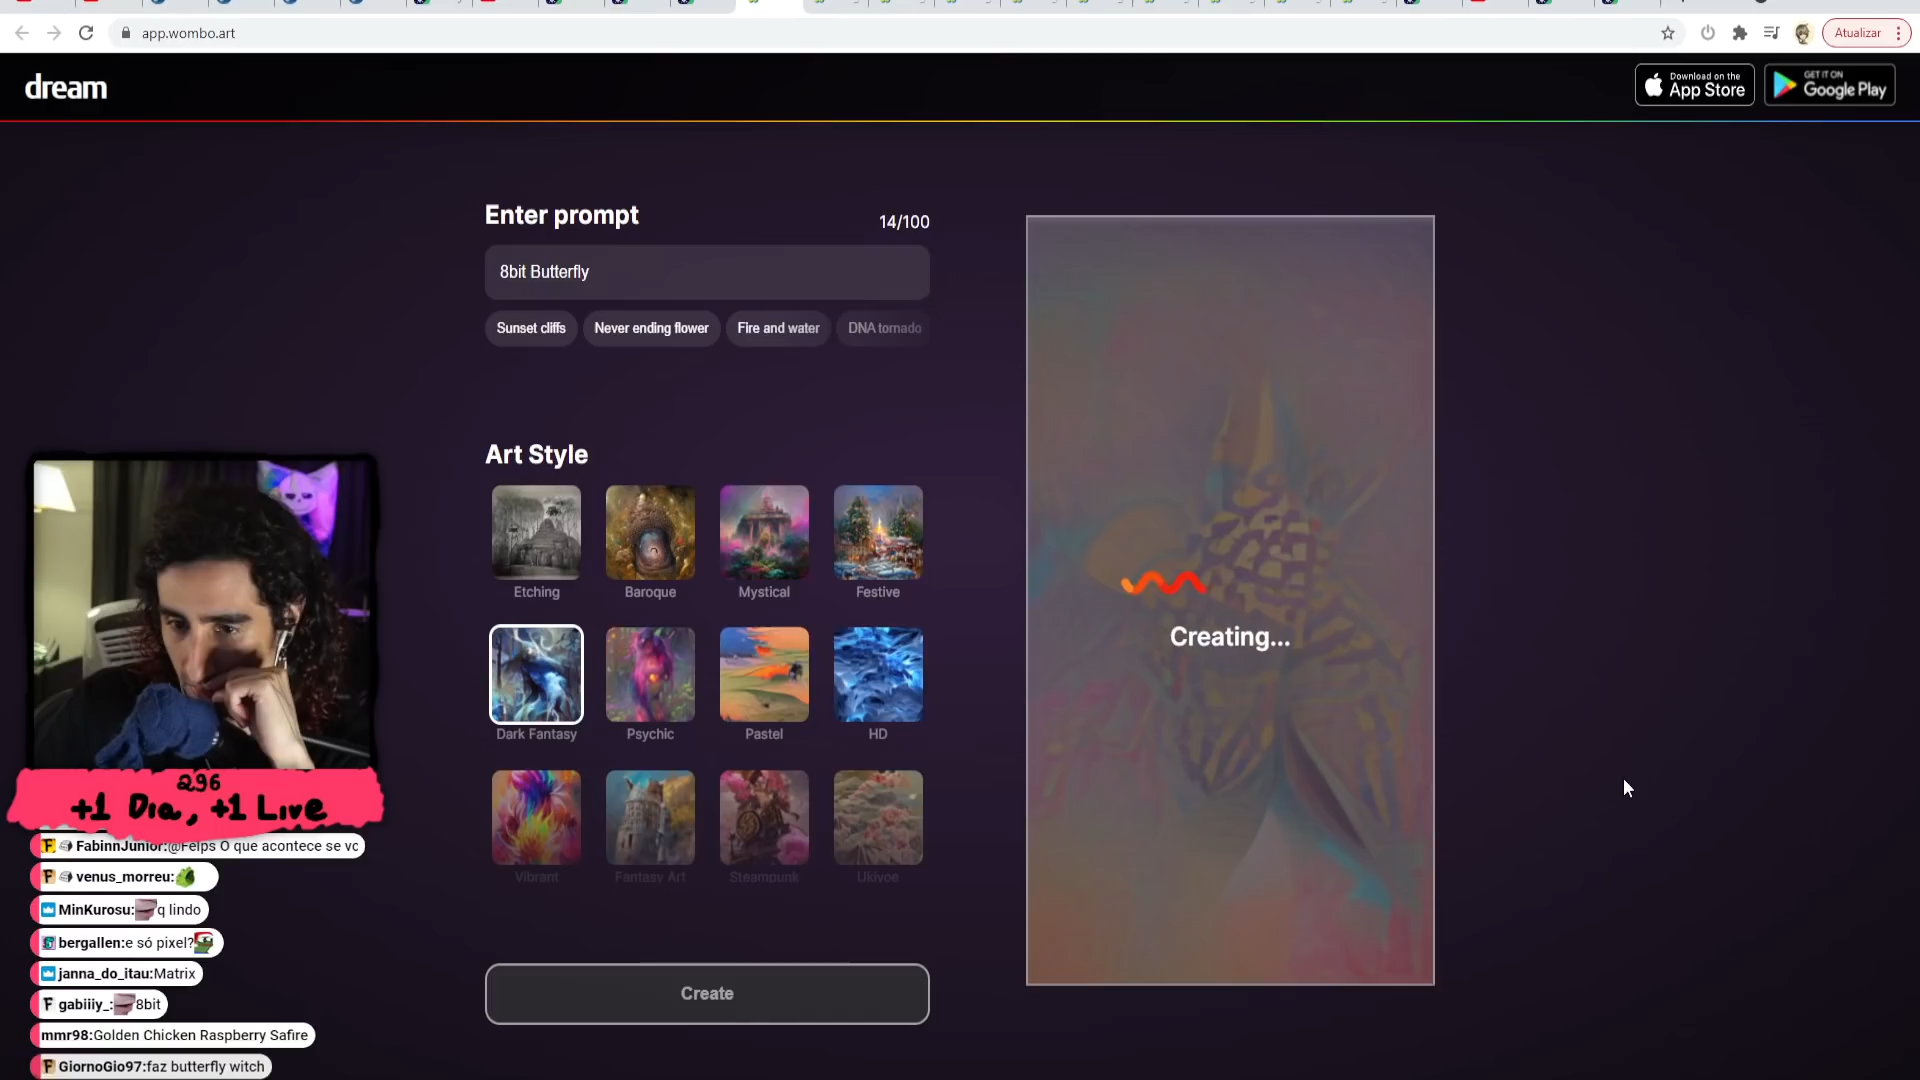 app.wombo.art
Atualizar
dream
Download on the
App Store
GET IT ON
Google Play
Enter prompt
14/100
8bit Butterfly
Sunset cliffs
Never ending flower
Fire and water
DNA tornado
Art Style
Etching
Baroque
Mystical
Festive
Dark Fantasy
Psychic
Pastel
HD
Vibrant
Fantasy Art
Steampunk
Ukiyoe
Create
Creating...
296
+1 Dia, +1 Live
FabinnJunior:@Felps O que acontece se vc
venus_morreu:
MinKurosu: q lindo
bergallen:e só pixel?
janna_do_itau:Matrix
gabiiiy_: 8bit
mmr98:Golden Chicken Raspberry Safire
GiornoGio97:faz butterfly witch